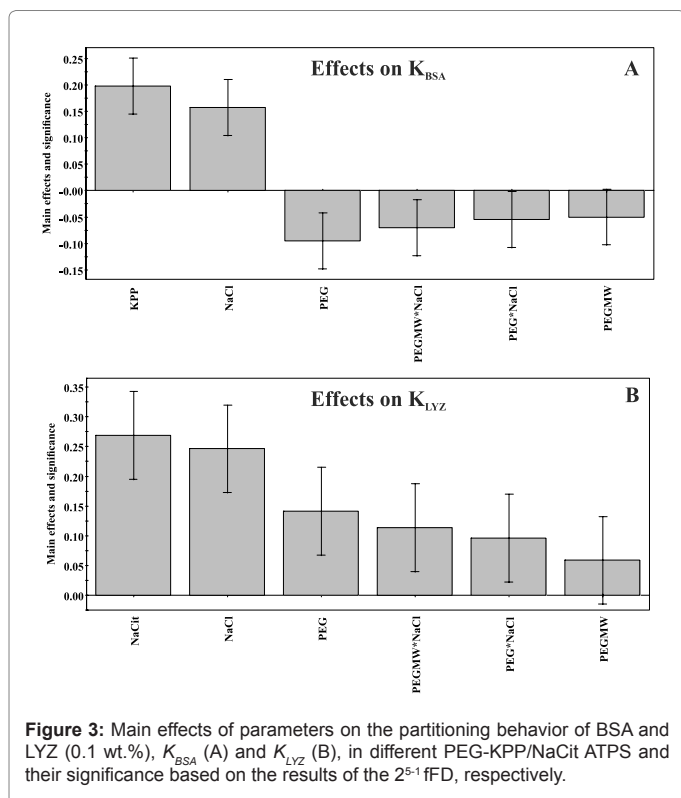 Effects on K_BSA
A
Main effects and significance
0.25
0.20
0.15
0.10
0.05
-0.00
-0.05
-0.10
-0.15
KPP
NaCl
PEG
PEGMW*NaCl
PEG*NaCl
PEGMW
Effects on K_LYZ
B
Main effects and significance
0.35
0.30
0.25
0.20
0.15
0.10
0.05
0.00
NaCit
NaCl
PEG
PEGMW*NaCl
PEG*NaCl
PEGMW
Figure 3: Main effects of parameters on the partitioning behavior of BSA and
LYZ (0.1 wt.%), K_BSA (A) and K_LYZ (B), in different PEG-KPP/NaCit ATPS and
their significance based on the results of the 2^5-1 fFD, respectively.